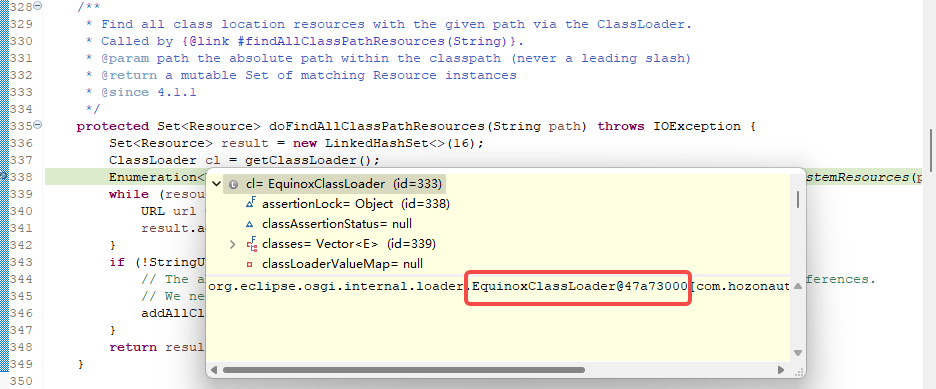 328 /**
329 * Find all class location resources with the given path via the ClassLoader.
330 * Called by {@link #findAllClassPathResources(String)}.
331 * @param path the absolute path within the classpath (never a leading slash)
332 * @return a mutable Set of matching Resource instances
333 * @since 4.1.1
334 */
335 protected Set<Resource> doFindAllClassPathResources(String path) throws IOException {
336 Set<Resource> result = new LinkedHashSet<>(16);
337 ClassLoader cl = getClassLoader();
338 Enumeration< stemResources(p
cl= EquinoxClassLoader (id=333)
339 while (resou
assertionLock= Object (id=338)
340 URL url
classAssertionStatus= null
341 result.a
342 }
classes= Vector<E> (id=339)
343 if (!StringU
classLoaderValueMap= null
344 // The a ferences.
org.eclipse.osgi.internal.loader.EquinoxClassLoader@47a73000[com.hozonaut
345 // We ne
346 addAllCl
347 }
348 return resul
349 }
350